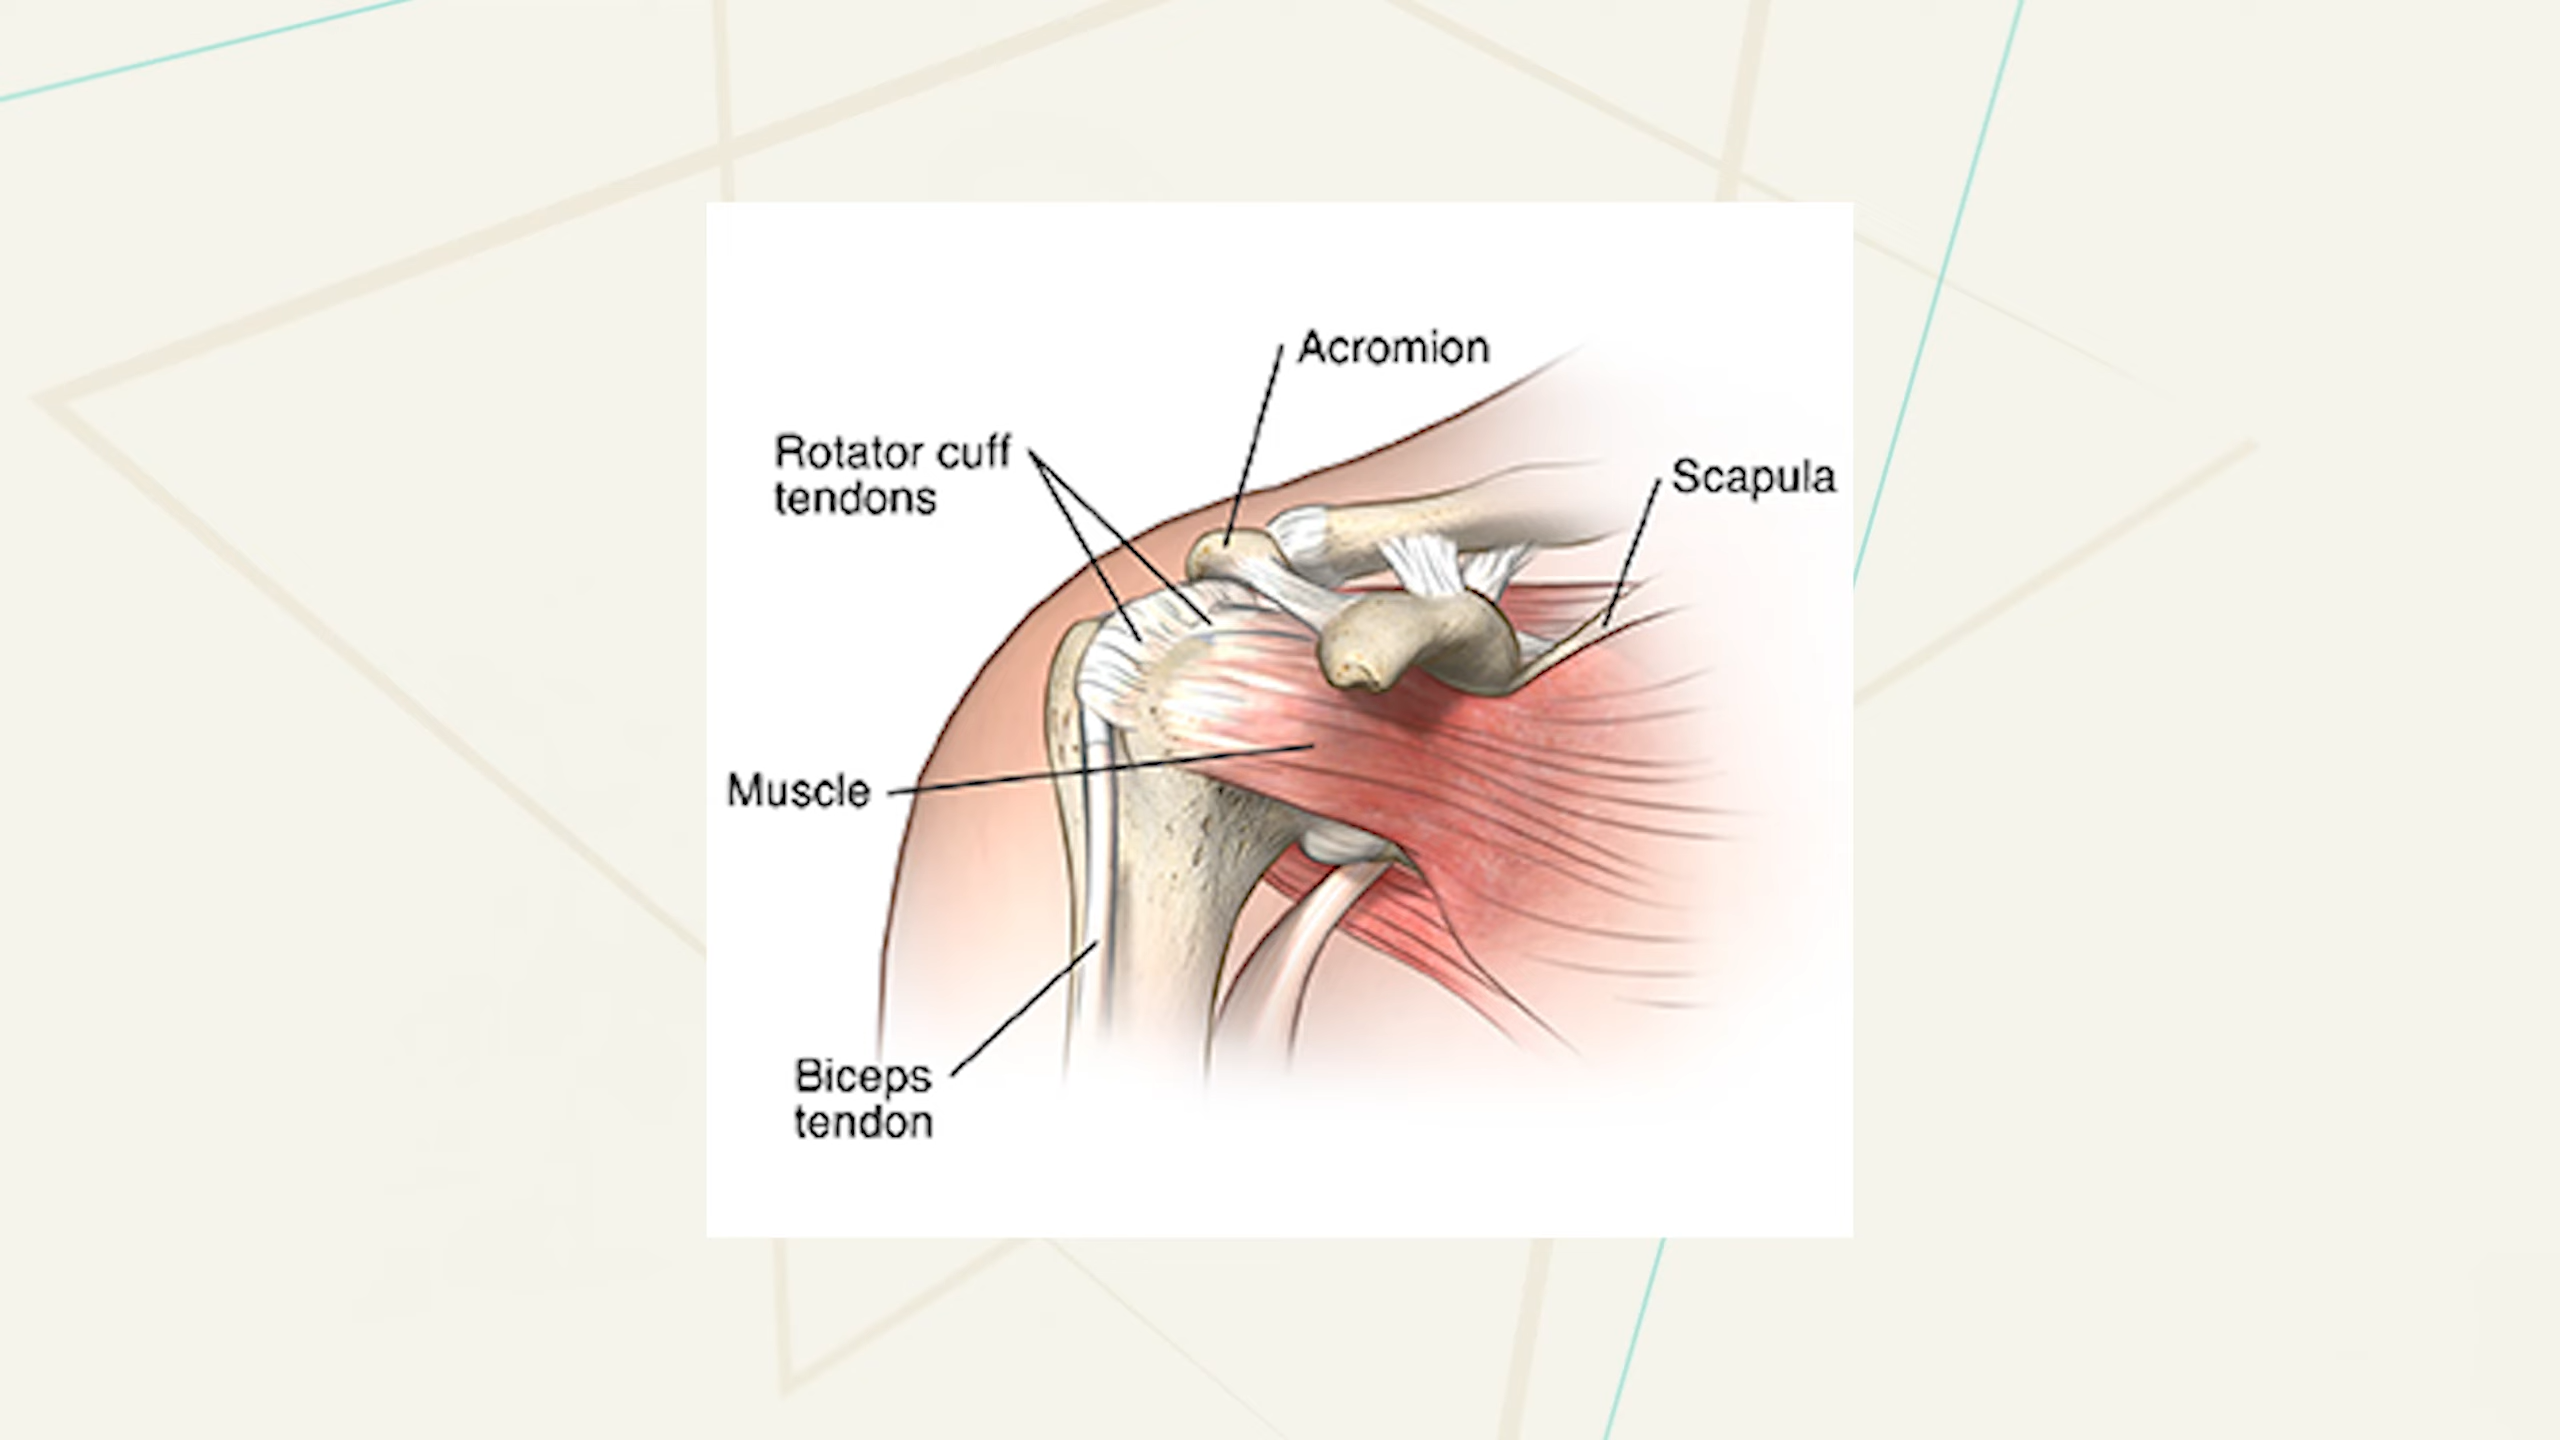 Acromion
Rotator cuff
tendons
Scapula
Muscle
Biceps
tendon